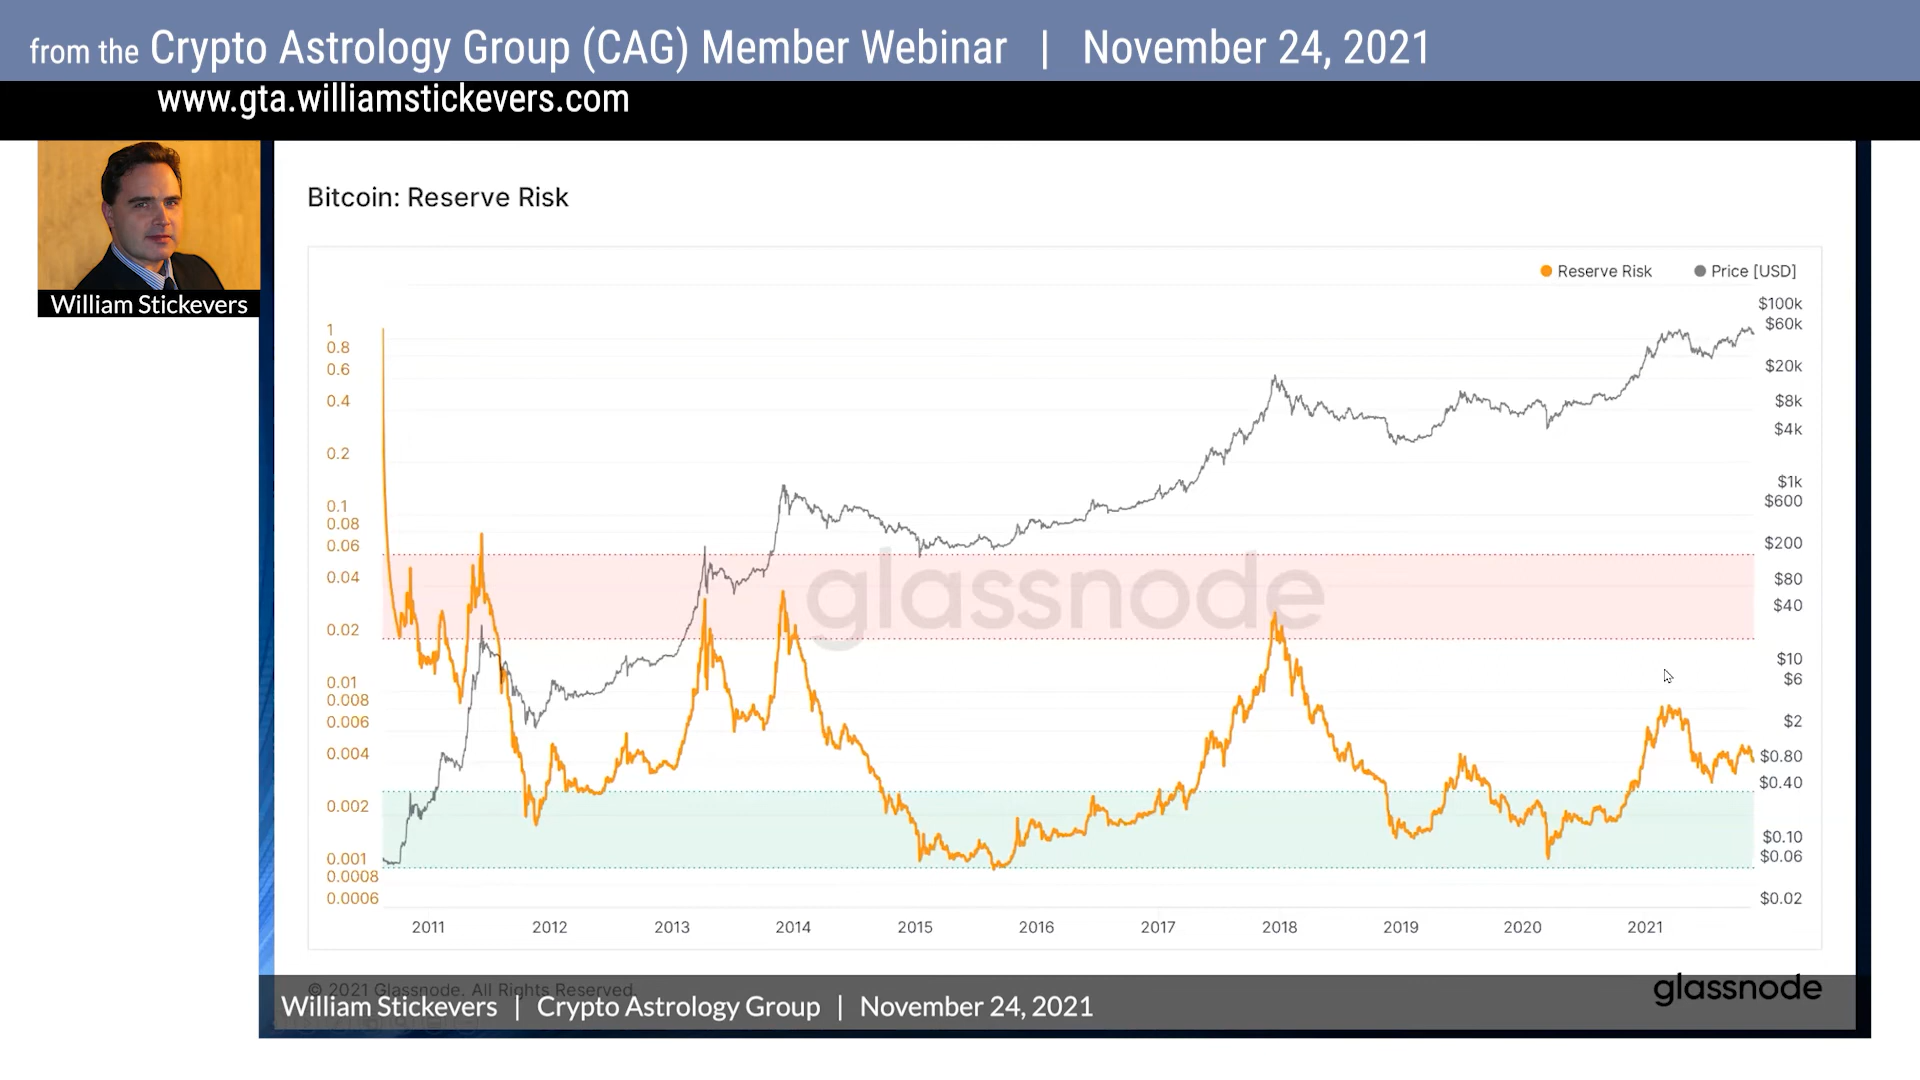 from the Crypto Astrology Group (CAG) Member Webinar | November 24, 2021
www.gta.williamstickevers.com
William Stickevers
Bitcoin: Reserve Risk
Reserve Risk Price [USD]
1
0.8
0.6
0.4
0.2
0.1
0.08
0.06
0.04
0.02
0.01
0.008
0.006
0.004
0.002
0.001
0.0008
0.0006
$100k
$60k
$20k
$8k
$4k
$1k
$600
$200
$80
$40
$10
$6
$2
$0.80
$0.40
$0.10
$0.06
$0.02
glassnode
2011 2012 2013 2014 2015 2016 2017 2018 2019 2020 2021
© 2021 Glassnode. All Rights Reserved.
glassnode
William Stickevers | Crypto Astrology Group | November 24, 2021